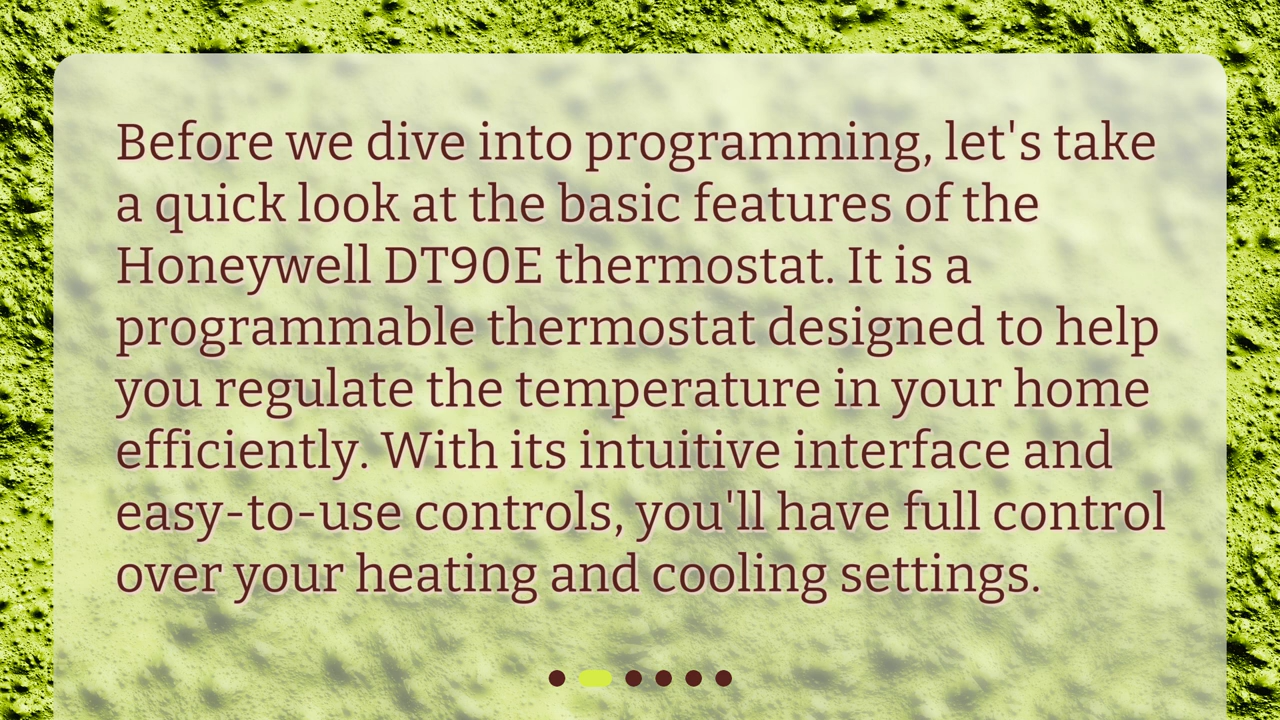 Before we dive into programming, let's take
a quick look at the basic features of the
Honeywell DT90E thermostat. It is a
programmable thermostat designed to help
you regulate the temperature in your home
efficiently. With its intuitive interface and
easy-to-use controls, you'll have full control
over your heating and cooling settings.